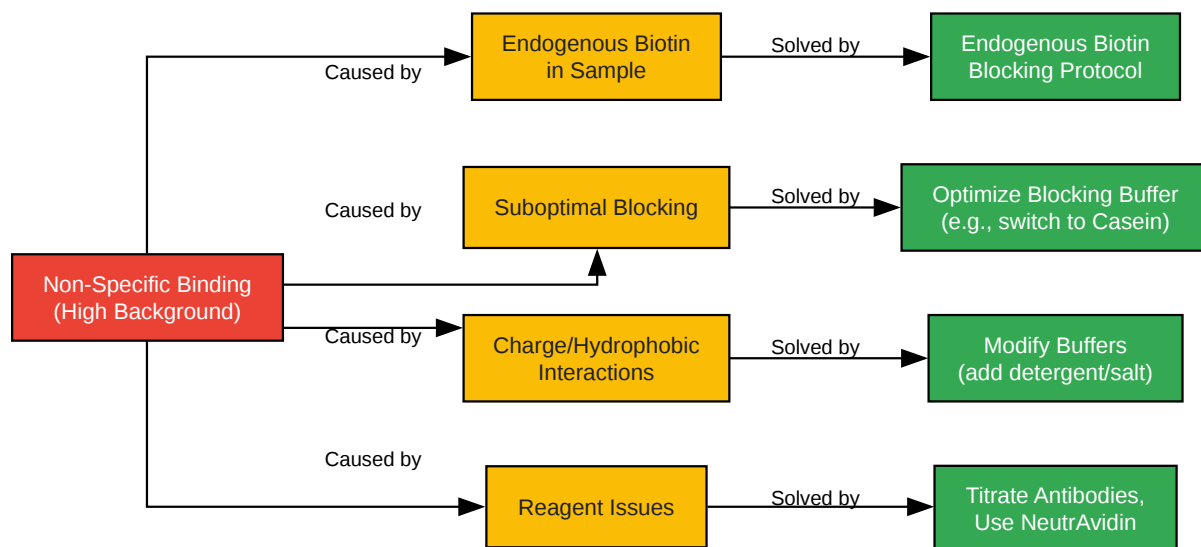 Endogenous Biotin
in Sample
Caused by
Solved by
Endogenous Biotin
Blocking Protocol
Caused by
Suboptimal Blocking
Solved by
Optimize Blocking Buffer
(e.g., switch to Casein)
Non-Specific Binding
(High Background)
Caused by
Charge/Hydrophobic
Interactions
Solved by
Modify Buffers
(add detergent/salt)
Caused by
Reagent Issues
Solved by
Titrate Antibodies,
Use NeutrAvidin